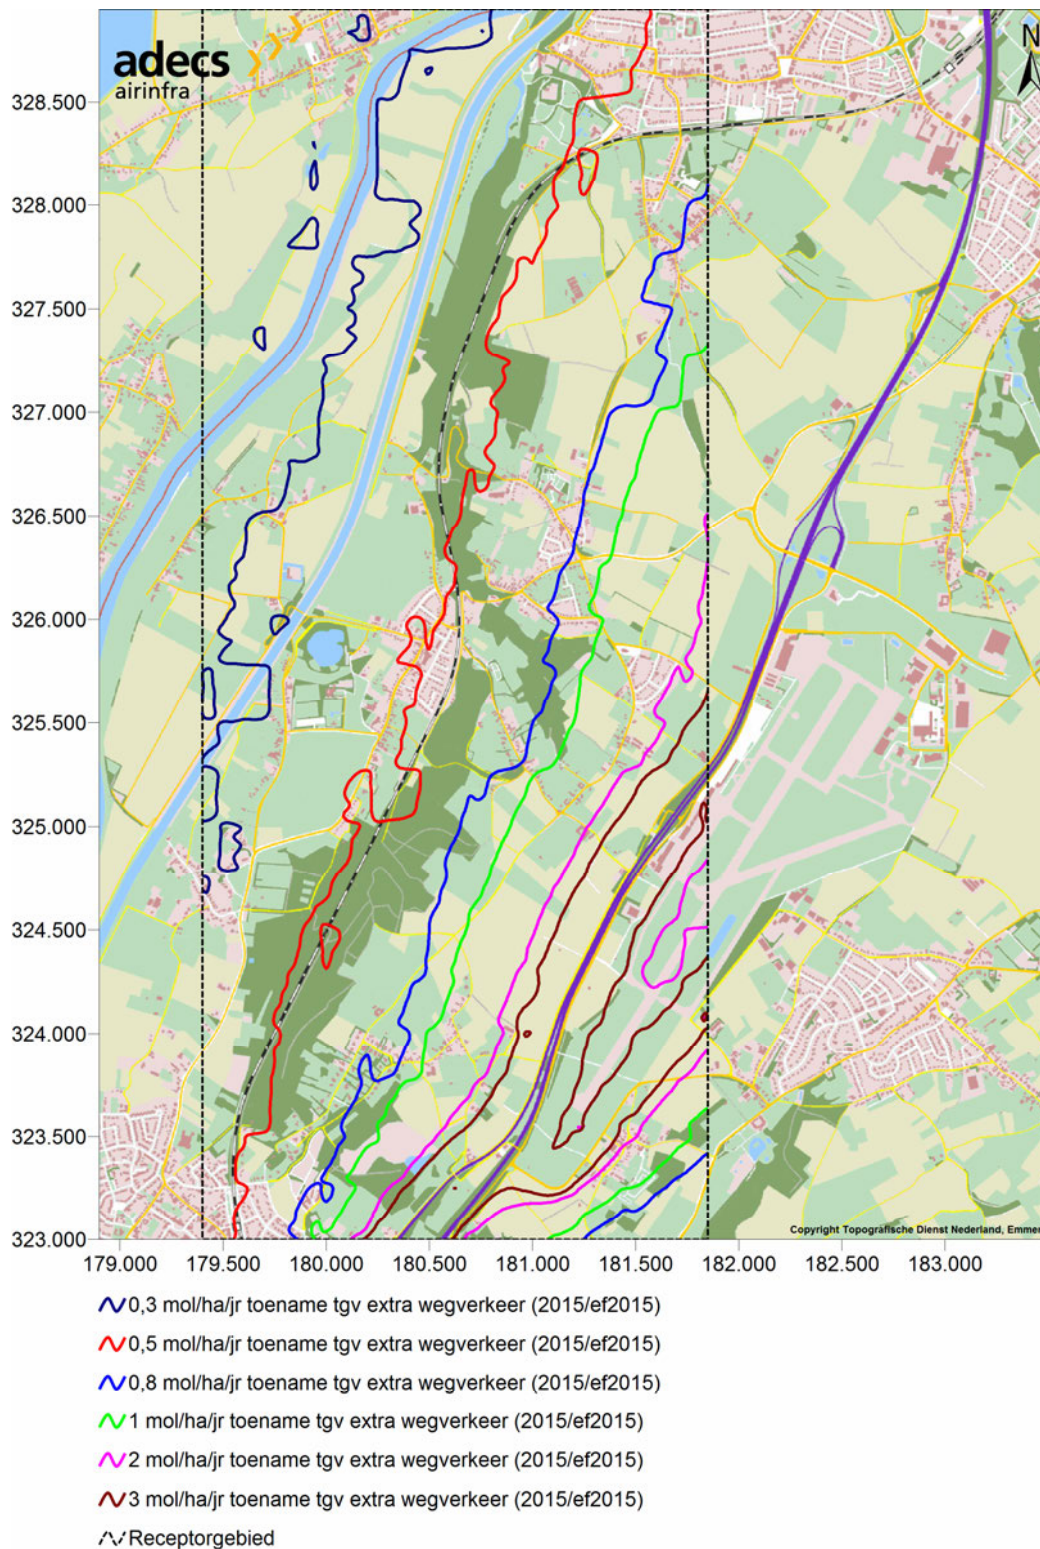 adecs
airinfra
N
328.500
328.000
327.500
327.000
326.500
326.000
325.500
325.000
324.500
324.000
323.500
323.000
Copyright Topografische Dienst Nederland, Emmen
179.000 179.500 180.000 180.500 181.000 181.500 182.000 182.500 183.000
0,3 mol/ha/jr toename tgv extra wegverkeer (2015/ef2015)
0,5 mol/ha/jr toename tgv extra wegverkeer (2015/ef2015)
0,8 mol/ha/jr toename tgv extra wegverkeer (2015/ef2015)
1 mol/ha/jr toename tgv extra wegverkeer (2015/ef2015)
2 mol/ha/jr toename tgv extra wegverkeer (2015/ef2015)
3 mol/ha/jr toename tgv extra wegverkeer (2015/ef2015)
Receptorgebied